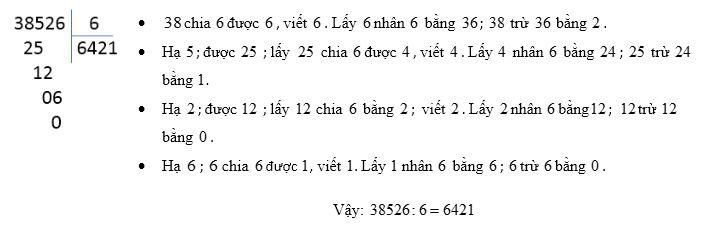 38526 6
25 6421
12
06
0
• 38 chia 6 được 6, viết 6. Lấy 6 nhân 6 bằng 36; 38 trừ 36 bằng 2.
• Hạ 5; được 25; lấy 25 chia 6 được 4, viết 4. Lấy 4 nhân 6 bằng 24; 25 trừ 24
bằng 1.
• Hạ 2; được 12; lấy 12 chia 6 bằng 2; viết 2. Lấy 2 nhân 6 bằng 12; 12 trừ 12
bằng 0.
• Hạ 6; 6 chia 6 được 1, viết 1. Lấy 1 nhân 6 bằng 6; 6 trừ 6 bằng 0.
Vậy: 38526 : 6 = 6421